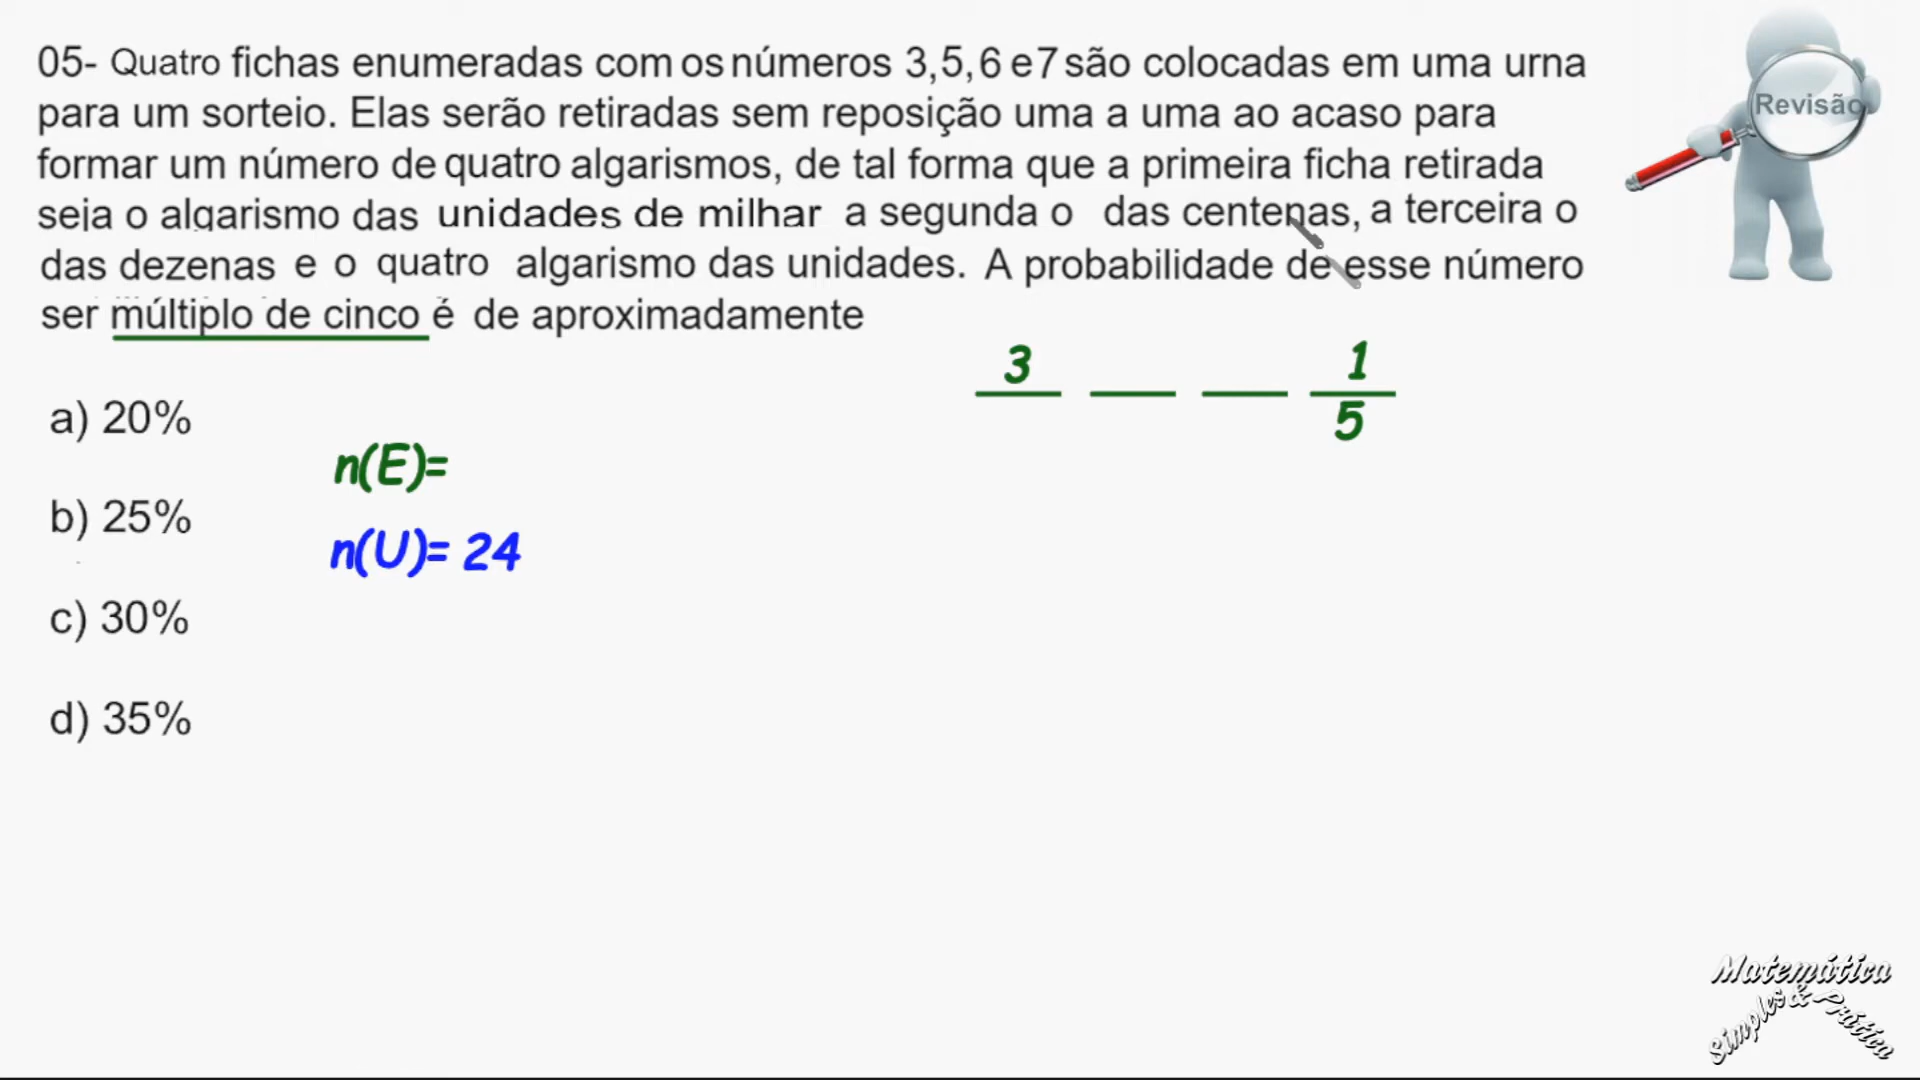 05- Quatro fichas enumeradas com os números 3,5,6 e 7 são colocadas em uma urna
para um sorteio. Elas serão retiradas sem reposição uma a uma ao acaso para
formar um número de quatro algarismos, de tal forma que a primeira ficha retirada
seja o algarismo das unidades de milhar a segunda o das centenas, a terceira o
das dezenas e o quatro algarismo das unidades. A probabilidade de esse número
ser múltiplo de cinco é de aproximadamente
Revisão
3 1
5
a) 20%
n(E)=
b) 25%
n(U)= 24
c) 30%
d) 35%
Matemática
Simples & Prática